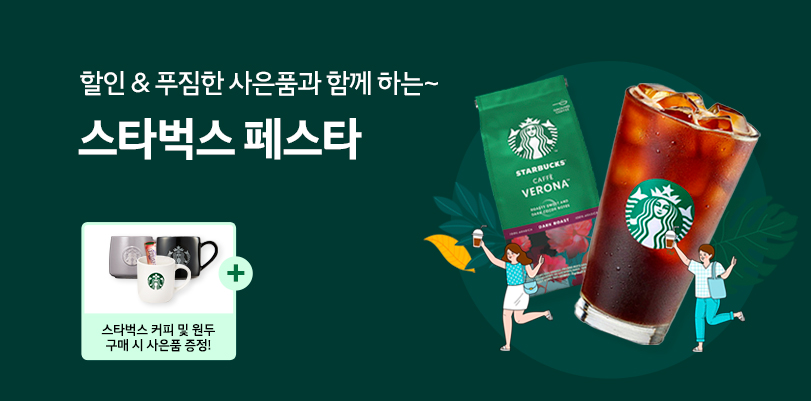 할인 & 푸짐한 사은품과 함께 하는~
스타벅스 페스타
STARBUCKS
CAFFÈ
VERONA
DARK ROAST
+
스타벅스 커피 및 원두
구매 시 사은품 증정!